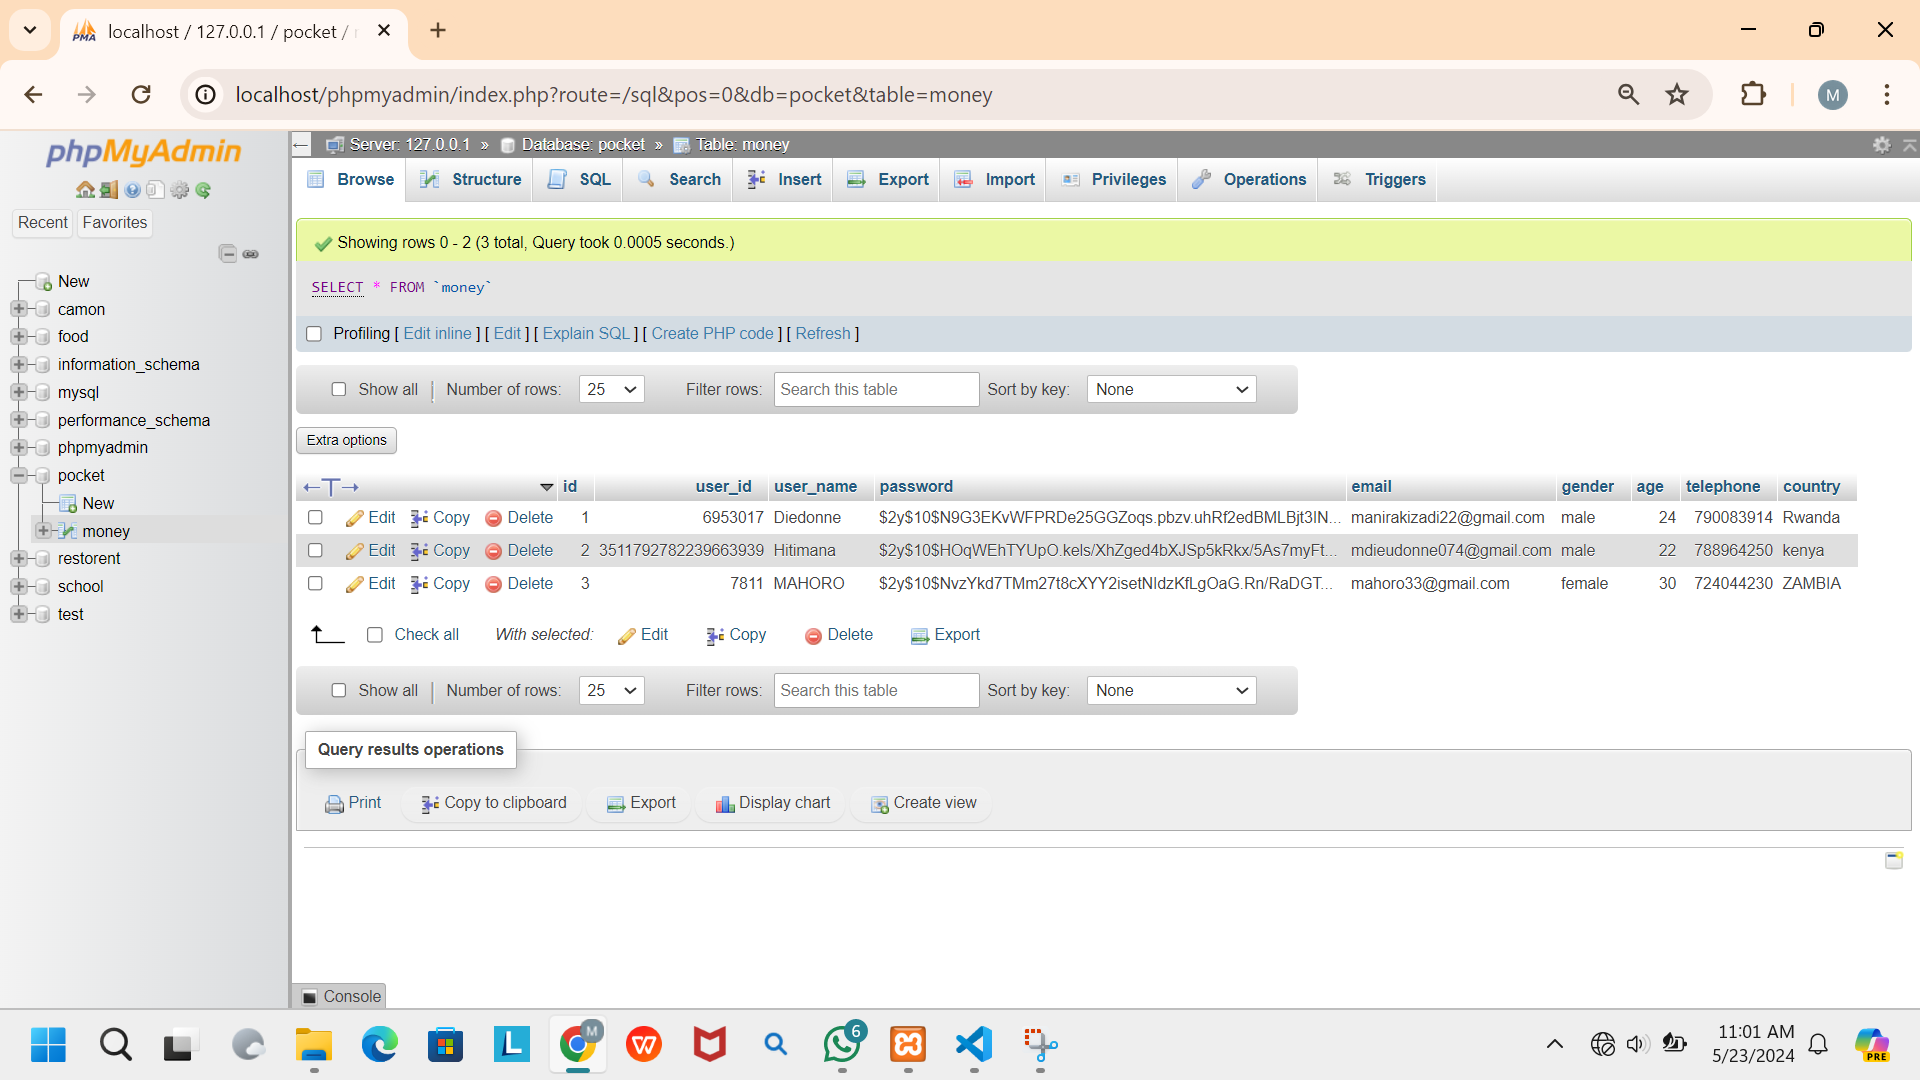 localhost / 127.0.0.1 / pocket /
localhost/phpmyadmin/index.php?route=/sql&pos=0&db=pocket&table=money
M
phpMyAdmin
Recent Favorites
New
camon
food
information_schema
mysql
performance_schema
phpmyadmin
pocket
New
money
restorent
school
test
Server: 127.0.0.1 » Database: pocket » Table: money
Browse Structure SQL Search Insert Export Import Privileges Operations Triggers
Showing rows 0 - 2 (3 total, Query took 0.0005 seconds.)
SELECT * FROM `money`
Profiling [ Edit inline ] [ Edit ] [ Explain SQL ] [ Create PHP code ] [ Refresh ]
Show all | Number of rows: 25 Filter rows: Search this table Sort by key: None
Extra options
←T→ id user_id user_name password email gender age telephone country
Edit Copy Delete 1 6953017 Diedonne $2y$10$N9G3EKvWFPRDe25GGZoqs.pbzv.uhRf2edBMLBjt3IN... manirakizadi22@gmail.com male 24 790083914 Rwanda
Edit Copy Delete 2 3511792782239663939 Hitimana $2y$10$HOqWEhTYUpO.kels/XhZged4bXJSp5kRkx/5As7myFt... mdieudonne074@gmail.com male 22 788964250 kenya
Edit Copy Delete 3 7811 MAHORO $2y$10$NvzYkd7TMm27t8cXYY2isetNIdzKfLgOaG.Rn/RaDGT... mahoro33@gmail.com female 30 724044230 ZAMBIA
Check all With selected: Edit Copy Delete Export
Show all | Number of rows: 25 Filter rows: Search this table Sort by key: None
Query results operations
Print Copy to clipboard Export Display chart Create view
Console
M
6
11:01 AM
5/23/2024
PRE